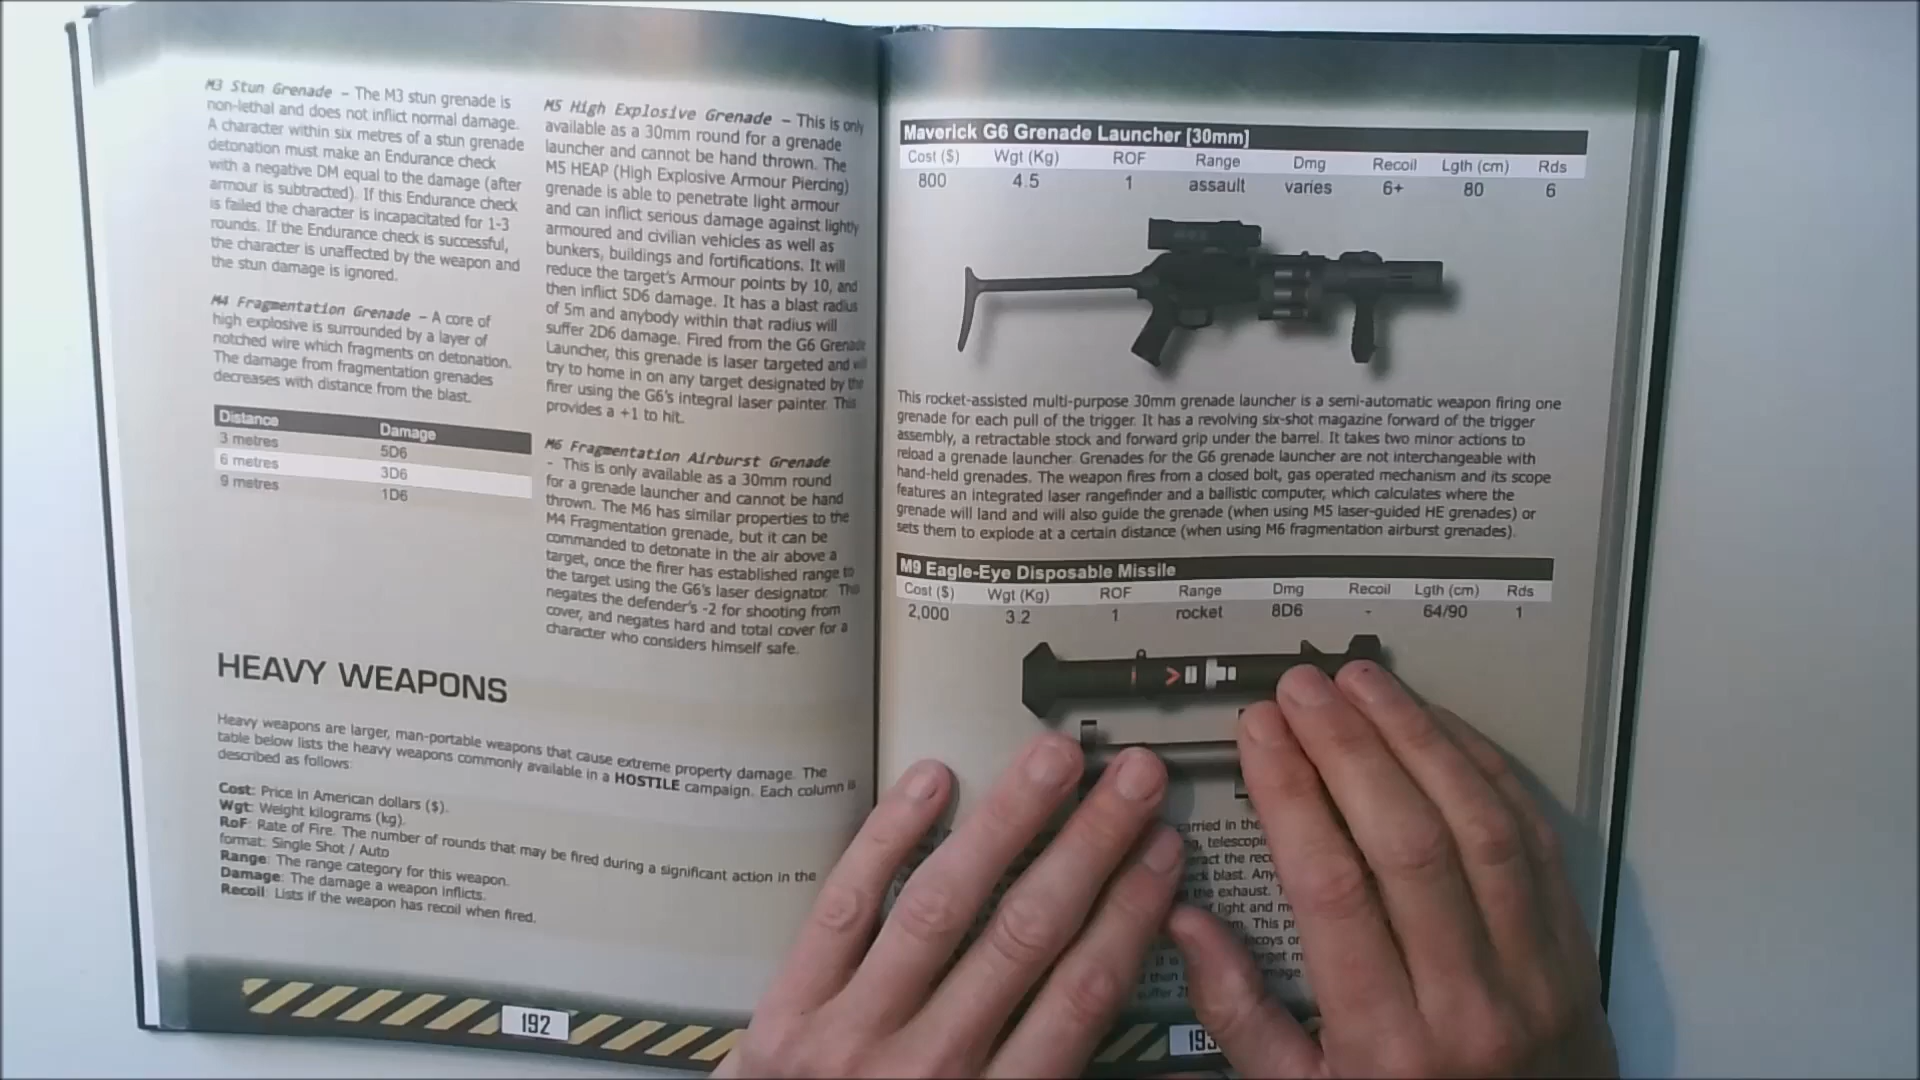 M3 Stun Grenade – The M3 stun grenade is
non-lethal and does not inflict normal damage.
A character within six metres of a stun grenade
detonation must make an Endurance check
with a negative DM equal to the damage (after
armour is subtracted). If this Endurance check
is failed the character is incapacitated for 1-3
rounds. If the Endurance check is successful,
the character is unaffected by the weapon and
the stun damage is ignored.
M4 Fragmentation Grenade – A core of
high explosive is surrounded by a layer of
notched wire which fragments on detonation.
The damage from fragmentation grenades
decreases with distance from the blast.
Distance Damage
3 metres 5D6
6 metres 3D6
9 metres 1D6
M5 High Explosive Grenade – This is only
available as a 30mm round for a grenade
launcher and cannot be hand thrown. The
M5 HEAP (High Explosive Armour Piercing)
grenade is able to penetrate light armour
and can inflict serious damage against lightly
armoured and civilian vehicles as well as
bunkers, buildings and fortifications. It will
reduce the target's Armour points by 10, and
then inflict 5D6 damage. It has a blast radius
of 5m and anybody within that radius will
suffer 2D6 damage. Fired from the G6 Grenade
Launcher, this grenade is laser targeted and will
try to home in on any target designated by the
firer using the G6's integral laser painter. This
provides a +1 to hit.
M6 Fragmentation Airburst Grenade
- This is only available as a 30mm round
for a grenade launcher and cannot be hand
thrown. The M6 has similar properties to the
M4 Fragmentation grenade, but it can be
commanded to detonate in the air above a
target, once the firer has established range to
the target using the G6's laser designator. This
negates the defender's -2 for shooting from
cover, and negates hard and total cover for a
character who considers himself safe.
HEAVY WEAPONS
Heavy weapons are larger, man-portable weapons that cause extreme property damage. The
table below lists the heavy weapons commonly available in a HOSTILE campaign. Each column is
described as follows:
Cost: Price in American dollars ($).
Wgt: Weight kilograms (kg).
RoF: Rate of Fire. The number of rounds that may be fired during a significant action in the
format: Single Shot / Auto
Range: The range category for this weapon.
Damage: The damage a weapon inflicts.
Recoil: Lists if the weapon has recoil when fired.
192
Maverick G6 Grenade Launcher [30mm]
Cost ($) Wgt (Kg) ROF Range Dmg Recoil Lgth (cm) Rds
800 4.5 1 assault varies 6+ 80 6
This rocket-assisted multi-purpose 30mm grenade launcher is a semi-automatic weapon firing one
grenade for each pull of the trigger. It has a revolving six-shot magazine forward of the trigger
assembly, a retractable stock and forward grip under the barrel. It takes two minor actions to
reload a grenade launcher. Grenades for the G6 grenade launcher are not interchangeable with
hand-held grenades. The weapon fires from a closed bolt, gas operated mechanism and its scope
features an integrated laser rangefinder and a ballistic computer, which calculates where the
grenade will land and will also guide the grenade (when using M5 laser-guided HE grenades) or
sets them to explode at a certain distance (when using M6 fragmentation airburst grenades).
M9 Eagle-Eye Disposable Missile
Cost ($) Wgt (Kg) ROF Range Dmg Recoil Lgth (cm) Rds
2,000 3.2 1 rocket 8D6 - 64/90 1
carried in the
telescopi
eract the rec
ck blast. Any
the exhaust.
f light and m
m. This pr
ecoys or
it is rget m
then mage.
suffer 2
193